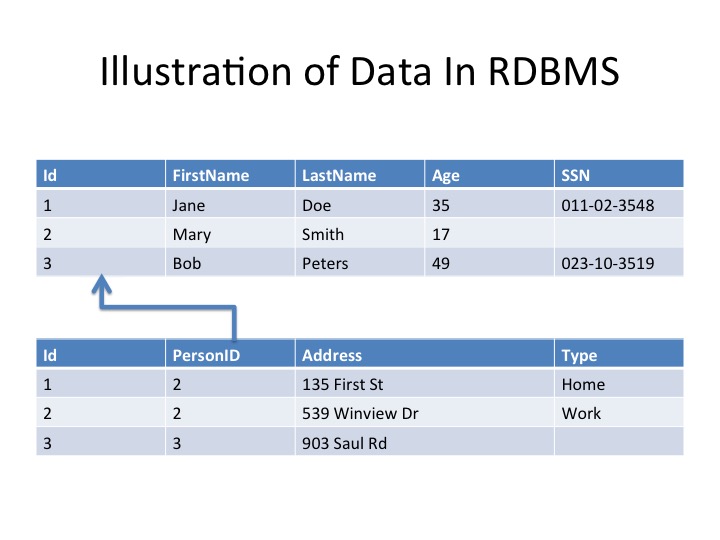 Illustration of Data In RDBMS
Id FirstName LastName Age SSN
1 Jane Doe 35 011-02-3548
2 Mary Smith 17
3 Bob Peters 49 023-10-3519
Id PersonID Address Type
1 2 135 First St Home
2 2 539 Winview Dr Work
3 3 903 Saul Rd